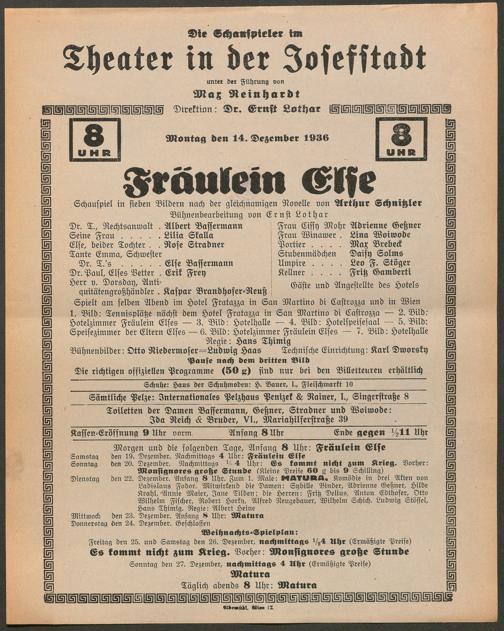 Die Schauspieler im
Theater in der Josefstadt
unter der Führung von
Max Reinhardt
Direktion: Dr. Ernst Lothar
8 UHR
Montag den 14. Dezember 1936
8 UHR
Fräulein Else
Schauspiel in sieben Bildern nach der gleichnamigen Novelle von Arthur Schnitzler
Bühnenbearbeitung von Ernst Lothar
Dr. T., Rechtsanwalt . Albert Bassermann
Seine Frau . . . . . Lilia Skalla
Else, beider Tochter . . Rose Stradner
Tante Emma, Schwester
Dr. T.'s . . . . Else Bassermann
Dr. Paul, Elses Vetter . Erik Frey
Herr v. Dorsday, Anti-
quitätengroßhändler . Kaspar Brandhofer-Reuß
Frau Cissy Mohr Adrienne Geßner
Frau Winawer . Lina Woiwode
Portier . . . . Max Brebeck
Stubenmädchen Daisy Solms
Umpire . . . . Leo F. Stöger
Kellner . . . . Fritz Gamberti
Gäste und Angestellte des Hotels
Spielt am selben Abend im Hotel Fratazza in San Martino di Castrozza und in Wien
1. Bild: Tennisplätze nächst dem Hotel Fratazza in San Martino di Castrozza — 2. Bild:
Hotelzimmer Fräulein Elses — 3. Bild: Hotelhalle — 4. Bild: Hotelspeisesaal — 5. Bild:
Speisezimmer der Eltern Elses — 6. Bild: Hotelzimmer Fräulein Elses — 7. Bild: Hotelhalle
Regie: Hans Thimig
Bühnenbilder: Otto Niedermoser—Ludwig Haas Technische Einrichtung: Karl Dworsky
Pause nach dem dritten Bild
Die richtigen offiziellen Programme (50 g) sind nur bei den Billeteuren erhältlich
Schuhe: Haus der Schuhmoden: H. Bauer, I., Fleischmarkt 10
Sämtliche Pelze: Internationales Pelzhaus Penizek & Rainer, I., Singerstraße 8
Toiletten der Damen Bassermann, Geßner, Stradner und Woiwode:
Ida Reich & Bruder, VI., Mariahilferstraße 39
Kassen-Eröffnung 9 Uhr vorm. Anfang 8 Uhr Ende gegen ½11 Uhr
Morgen und die folgenden Tage, Anfang 8 Uhr: Fräulein Else
Samstag den 19. Dezember, Nachmittags 4 Uhr: Fräulein Else
Sonntag den 20. Dezember, Nachmittags ½ 4 Uhr: Es kommt nicht zum Krieg. Vorher:
Monsignores große Stunde (Kleine Preise 60 g bis 9 Schilling)
Dienstag den 22. Dezember, Anfang 8 Uhr. Zum 1. Male: MATURA. Komödie in drei Akten von
Ladislaus Fodor. Mitwirkend die Damen: Sybille Binder, Adrienne Geßner, Hilde
Krahl, Annie Maier, Jane Tilden; die Herren: Fritz Delius, Anton Edthofer, Otto
Wilhelm Fischer, Robert Horky, Alfred Neugebauer, Wilhelm Schich, Ludwig Stössel,
Hans Thimig. Regie: Albert Heine
Mittwoch den 23. Dezember, Anfang 8 Uhr: Matura
Donnerstag den 24. Dezember. Geschlossen
Weihnachts-Spielplan:
Freitag den 25. und Samstag den 26. Dezember, nachmittags ½4 Uhr (Ermäßigte Preise)
Es kommt nicht zum Krieg. Vorher: Monsignores große Stunde
Sonntag den 27. Dezember, nachmittags 4 Uhr (Ermäßigte Preise)
Matura
Täglich abends 8 Uhr: Matura